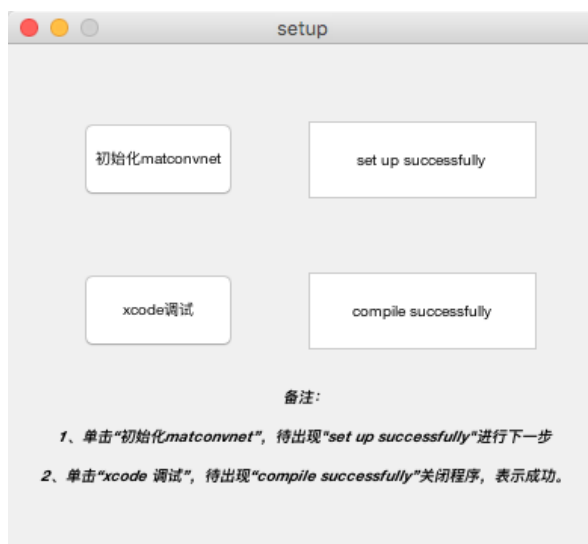 setup
初始化matconvnet
set up successfully
xcode调试
compile successfully
备注：
1、单击“初始化matconvnet”，待出现"set up successfully"进行下一步
2、单击“xcode 调试”，待出现“compile successfully”关闭程序，表示成功。